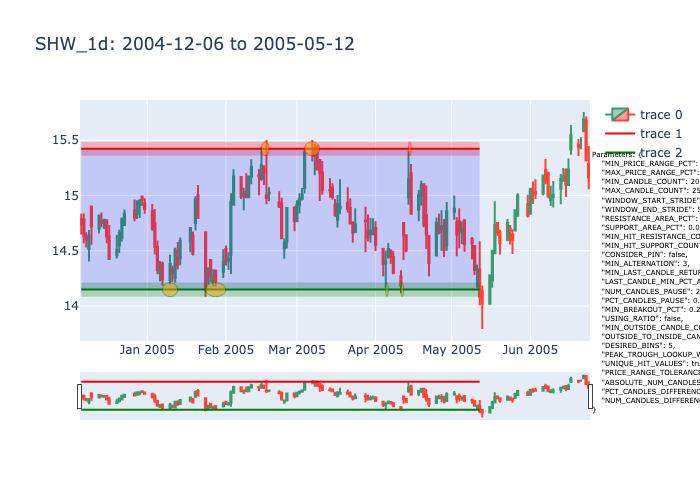 SHW_1d: 2004-12-06 to 2005-05-12
15.5
15
14.5
14
Jan 2005
Feb 2005
Mar 2005
Apr 2005
May 2005
Jun 2005
trace 0
trace 1
trace 2
Parameters: {
"MIN_PRICE_RANGE_PCT":
"MAX_PRICE_RANGE_PCT":
"MIN_CANDLE_COUNT": 20
"MAX_CANDLE_COUNT": 25
"WINDOW_START_STRIDE"
"WINDOW_END_STRIDE": 5
"RESISTANCE_AREA_PCT":
"SUPPORT_AREA_PCT": 0.0
"MIN_HIT_RESISTANCE_CO
"MIN_HIT_SUPPORT_COUNT
"CONSIDER_PIN": false,
"MIN_ALTERNATION": 3,
"MIN_LAST_CANDLE_RETUR
"LAST_CANDLE_MIN_PCT_A
"NUM_CANDLES_PAUSE": 2
"PCT_CANDLES_PAUSE": 0.
"MIN_BREAKOUT_PCT": 0.2
"USING_RATIO": false,
"MIN_OUTSIDE_CANDLE_CO
"OUTSIDE_TO_INSIDE_CAN
"DESIRED_BINS": 5,
"PEAK_TROUGH_LOOKUP_W
"UNIQUE_HIT_VALUES": tru
"PRICE_RANGE_TOLERANC
"ABSOLUTE_NUM_CANDLES
"PCT_CANDLES_DIFFERENC
"NUM_CANDLES_DIFFEREN
}